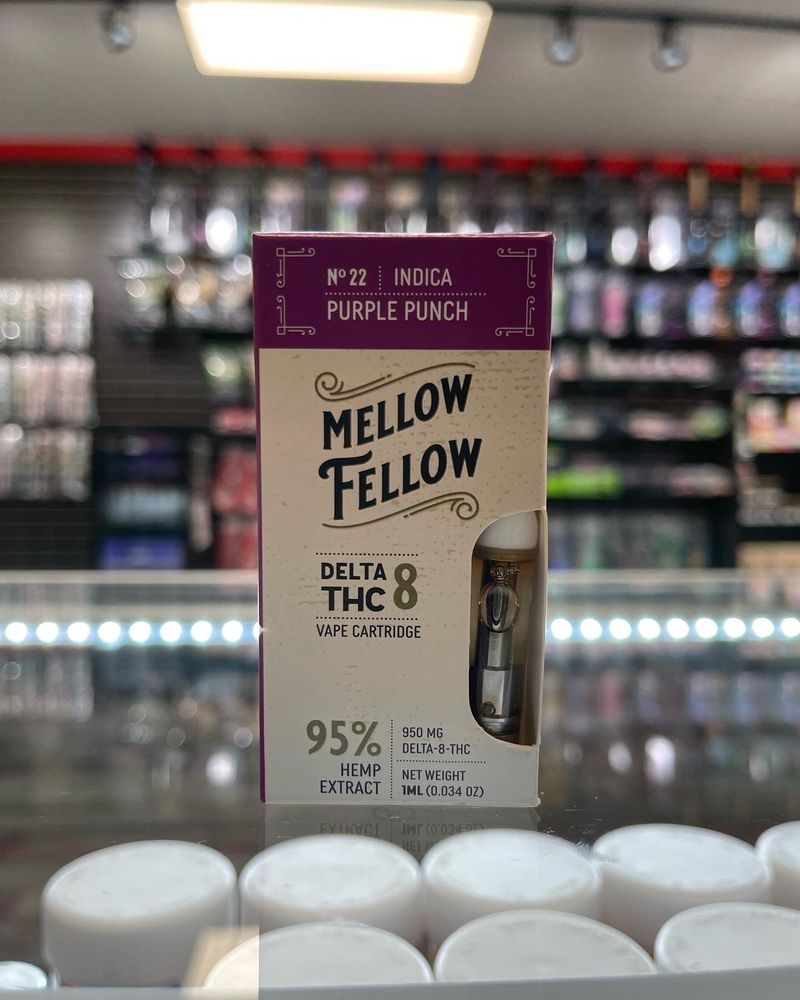 Nº 22 INDICA
PURPLE PUNCH
MELLOW
FELLOW
DELTA
THC 8
VAPE CARTRIDGE
95%
HEMP
EXTRACT
950 MG
DELTA-8-THC
NET WEIGHT
1ML (0.034 OZ)